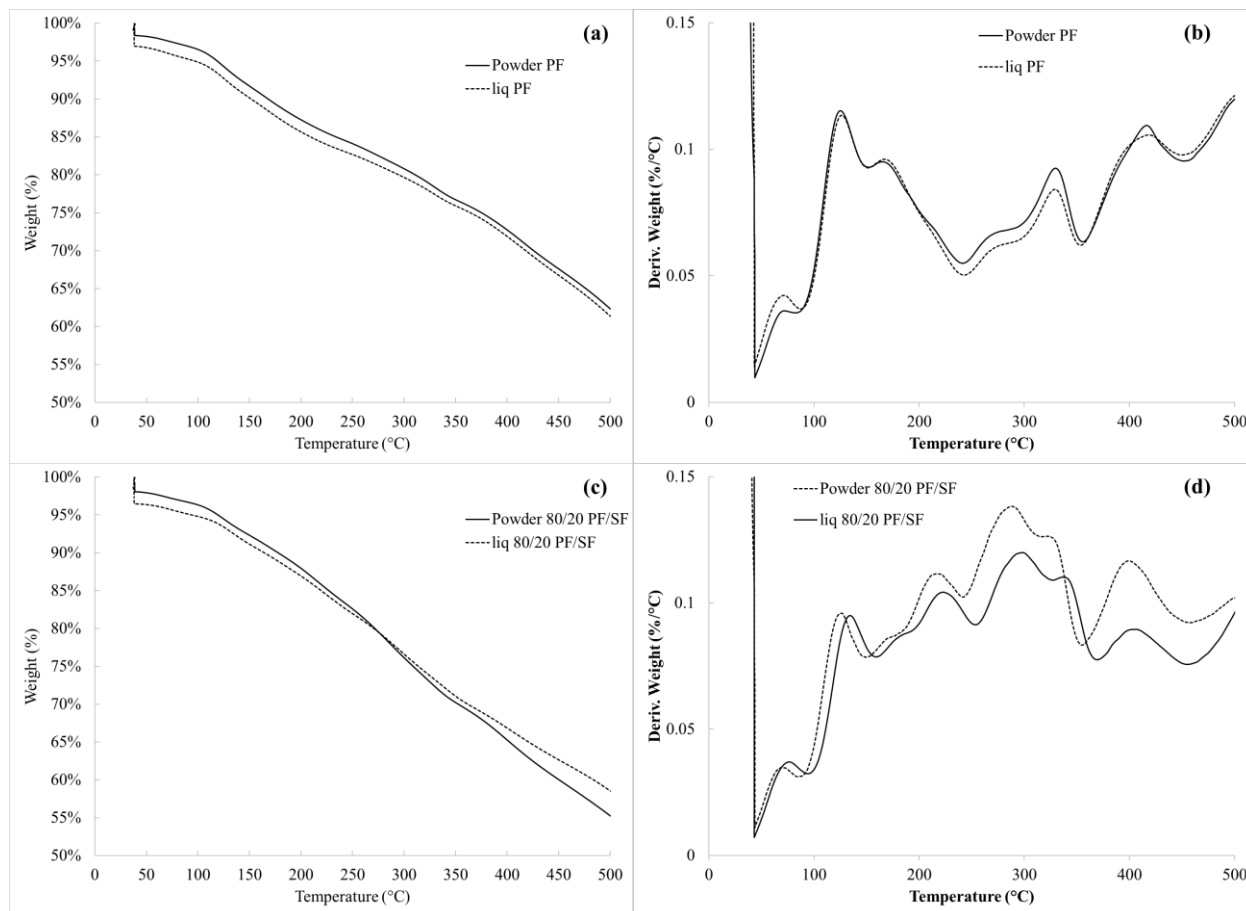 (a)
Powder PF
liq PF
100%
95%
90%
85%
80%
75%
70%
65%
60%
55%
50%
Weight (%)
0 50 100 150 200 250 300 350 400 450 500
Temperature (°C)
(b)
Powder PF
liq PF
0.15
0.1
0.05
0
Deriv. Weight (%/°C)
0 100 200 300 400 500
Temperature (°C)
(c)
Powder 80/20 PF/SF
liq 80/20 PF/SF
100%
95%
90%
85%
80%
75%
70%
65%
60%
55%
50%
Weight (%)
0 50 100 150 200 250 300 350 400 450 500
Temperature (°C)
(d)
Powder 80/20 PF/SF
liq 80/20 PF/SF
0.15
0.1
0.05
0
Deriv. Weight (%/°C)
0 100 200 300 400 500
Temperature (°C)